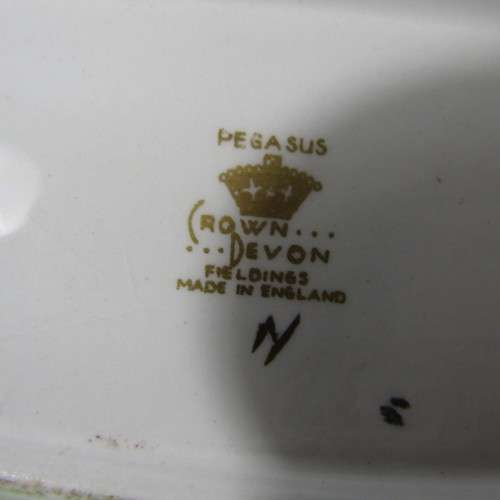 PEGASUS
CROWN...
...DEVON
FIELDINGS
MADE IN ENGLAND
N